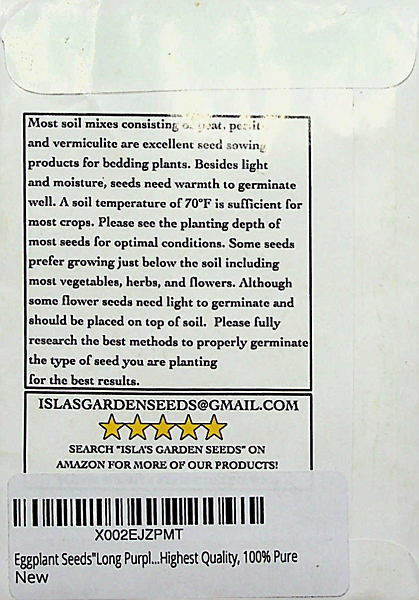 Most soil mixes consisting of peat, perlit
and vermiculite are excellent seed sowing
products for bedding plants. Besides light
and moisture, seeds need warmth to germinate
well. A soil temperature of 70°F is sufficient for
most crops. Please see the planting depth of
most seeds for optimal conditions. Some seeds
prefer growing just below the soil including
most vegetables, herbs, and flowers. Although
some flower seeds need light to germinate and
should be placed on top of soil. Please fully
research the best methods to properly germinate
the type of seed you are planting
for the best results.
ISLASGARDENSEEDS@GMAIL.COM
SEARCH "ISLA'S GARDEN SEEDS" ON
AMAZON FOR MORE OF OUR PRODUCTS!
X002EJZPMT
Eggplant Seeds"Long Purpl...Highest Quality, 100% Pure
New